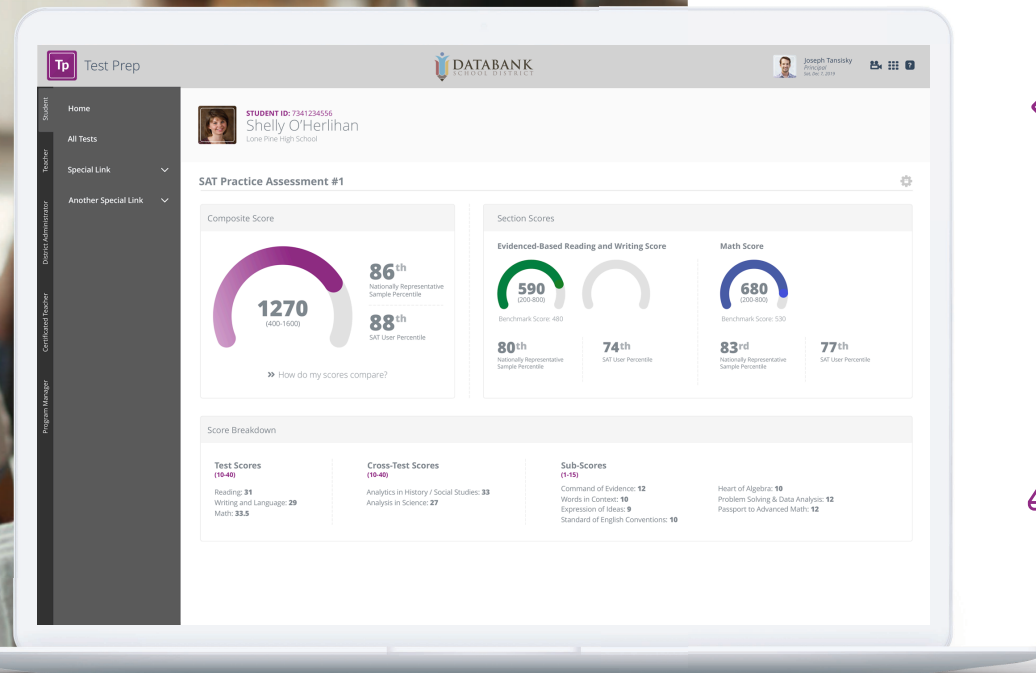 Tp Test Prep
DATABANK
SCHOOL DISTRICT
Joseph Tansisky
Principal
Sat, Dec 7, 2019
?
Student
Teacher
District Administrator
Certificated Teacher
Program Manager
Home
All Tests
Special Link
Another Special Link
STUDENT ID: 7341234556
Shelly O'Herlihan
Lone Pine High School
SAT Practice Assessment #1
Composite Score
1270
(400-1600)
86th
Nationally Representative
Sample Percentile
88th
SAT User Percentile
» How do my scores compare?
Section Scores
Evidenced-Based Reading and Writing Score
590
(200-800)
Benchmark Score: 480
80th
Nationally Representative
Sample Percentile
74th
SAT User Percentile
Math Score
680
(200-800)
Benchmark Score: 530
83rd
Nationally Representative
Sample Percentile
77th
SAT User Percentile
Score Breakdown
Test Scores
(10-40)
Reading: 31
Writing and Language: 29
Math: 33.5
Cross-Test Scores
(10-40)
Analytics in History / Social Studies: 33
Analysis in Science: 27
Sub-Scores
(1-15)
Command of Evidence: 12
Words in Context: 10
Expression of Ideas: 9
Standard of English Conventions: 10
Heart of Algebra: 10
Problem Solving & Data Analysis: 12
Passport to Advanced Math: 12